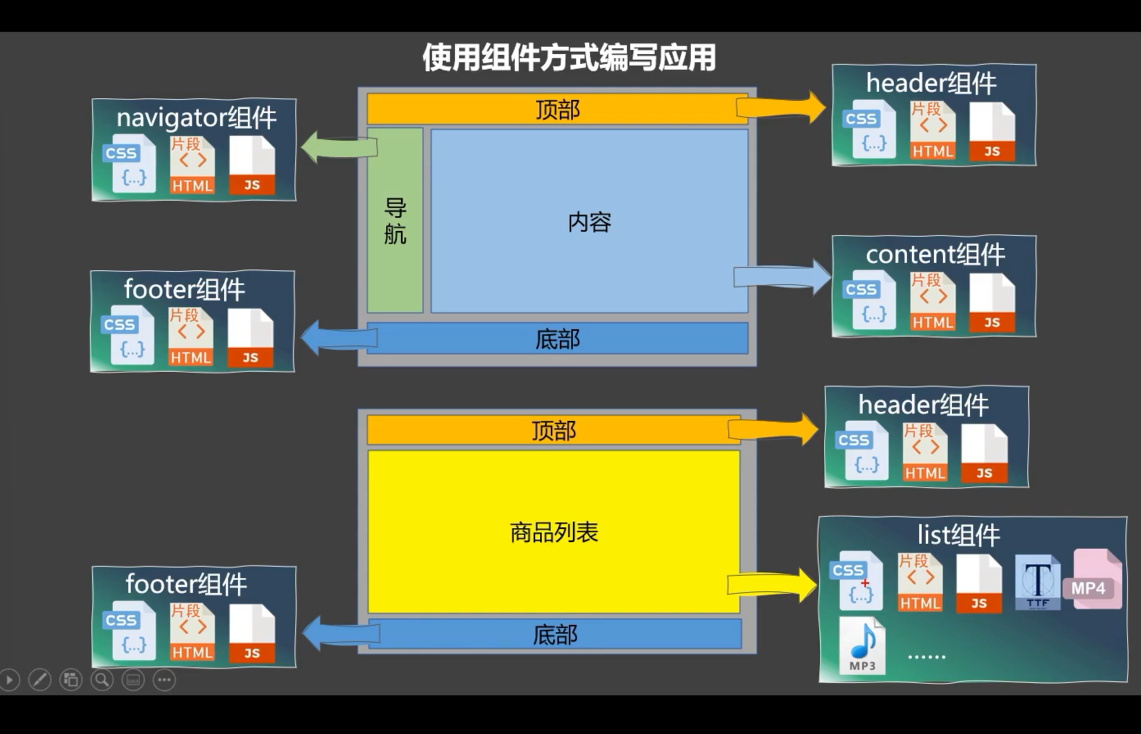 使用组件方式编写应用
navigator组件
CSS
{...}
片段
< >
HTML
JS
顶部
导航
内容
底部
header组件
CSS
{...}
片段
< >
HTML
JS
footer组件
CSS
{...}
片段
< >
HTML
JS
content组件
CSS
{...}
片段
< >
HTML
JS
顶部
商品列表
底部
header组件
CSS
{...}
片段
< >
HTML
JS
footer组件
CSS
{...}
片段
< >
HTML
JS
list组件
CSS
{...}
片段
< >
HTML
JS
T
TTF
MP4
MP3
......